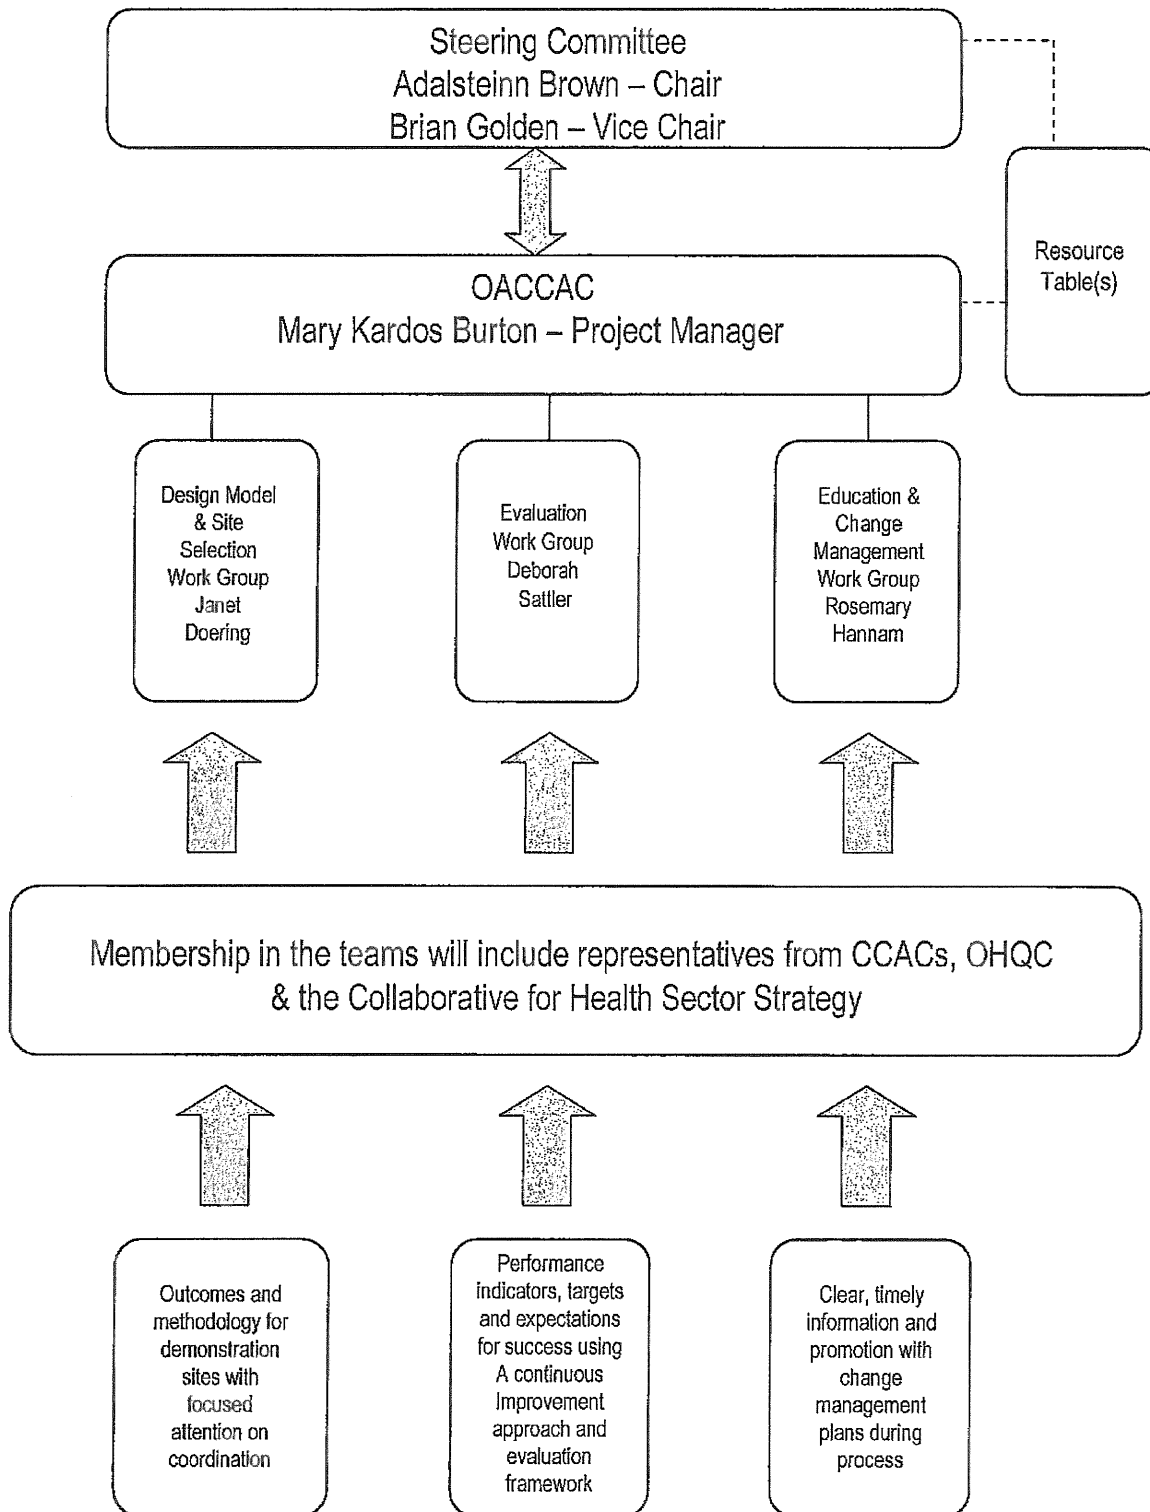 Steering Committee
Adalsteinn Brown – Chair
Brian Golden – Vice Chair
Resource
Table(s)
OACCAC
Mary Kardos Burton – Project Manager
Design Model
& Site
Selection
Work Group
Janet
Doering
Evaluation
Work Group
Deborah
Sattler
Education &
Change
Management
Work Group
Rosemary
Hannam
Membership in the teams will include representatives from CCACs, OHQC
& the Collaborative for Health Sector Strategy
Outcomes and
methodology for
demonstration
sites with
focused
attention on
coordination
Performance
indicators, targets
and expectations
for success using
A continuous
Improvement
approach and
evaluation
framework
Clear, timely
information and
promotion with
change
management
plans during
process